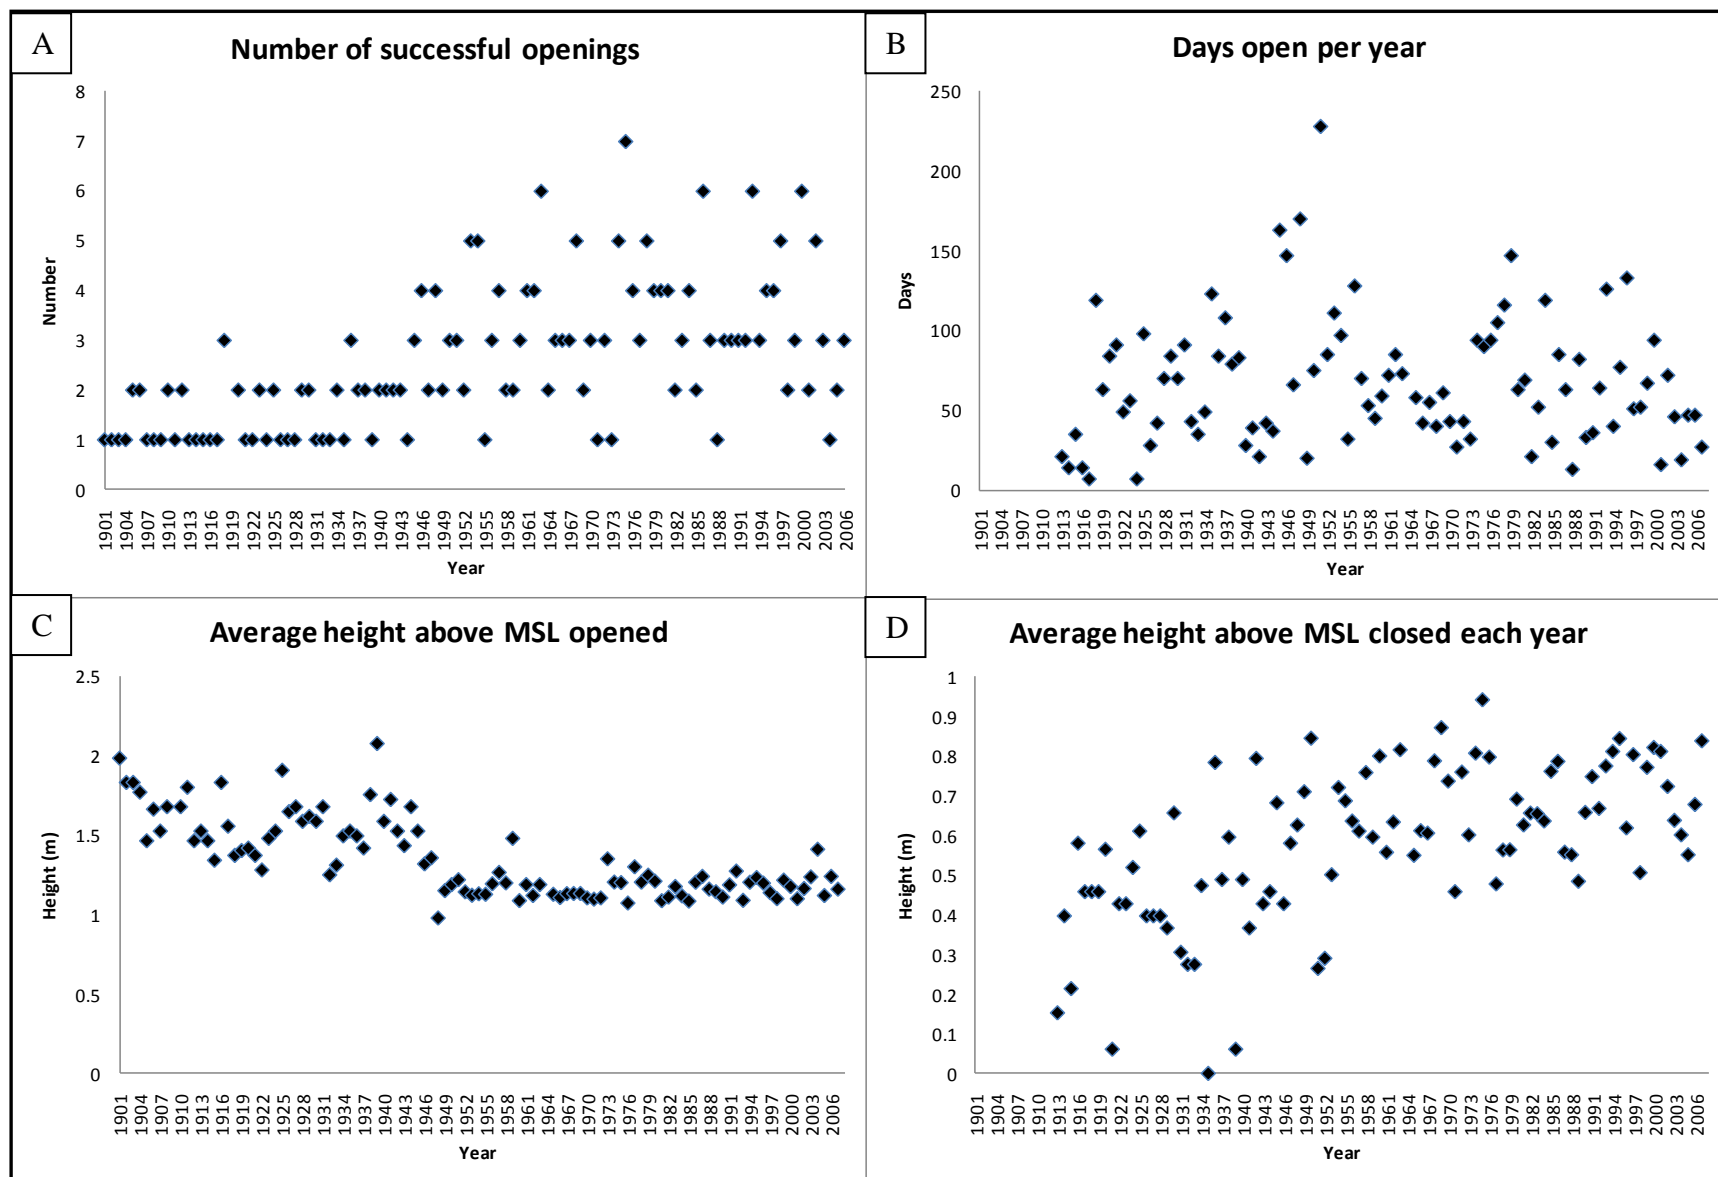 A
Number of successful openings
8
7
6
5
4
3
2
1
0
Number
1901 1904 1907 1910 1913 1916 1919 1922 1925 1928 1931 1934 1937 1940 1943 1946 1949 1952 1955 1958 1961 1964 1967 1970 1973 1976 1979 1982 1985 1988 1991 1994 1997 2000 2003 2006
Year
B
Days open per year
250
200
150
100
50
0
Days
1901 1904 1907 1910 1913 1916 1919 1922 1925 1928 1931 1934 1937 1940 1943 1946 1949 1952 1955 1958 1961 1964 1967 1970 1973 1976 1979 1982 1985 1988 1991 1994 1997 2000 2003 2006
Year
C
Average height above MSL opened
2.5
2
1.5
1
0.5
0
Height (m)
1901 1904 1907 1910 1913 1916 1919 1922 1925 1928 1931 1934 1937 1940 1943 1946 1949 1952 1955 1958 1961 1964 1967 1970 1973 1976 1979 1982 1985 1988 1991 1994 1997 2000 2003 2006
Year
D
Average height above MSL closed each year
1
0.9
0.8
0.7
0.6
0.5
0.4
0.3
0.2
0.1
0
Height (m)
1901 1904 1907 1910 1913 1916 1919 1922 1925 1928 1931 1934 1937 1940 1943 1946 1949 1952 1955 1958 1961 1964 1967 1970 1973 1976 1979 1982 1985 1988 1991 1994 1997 2000 2003 2006
Year